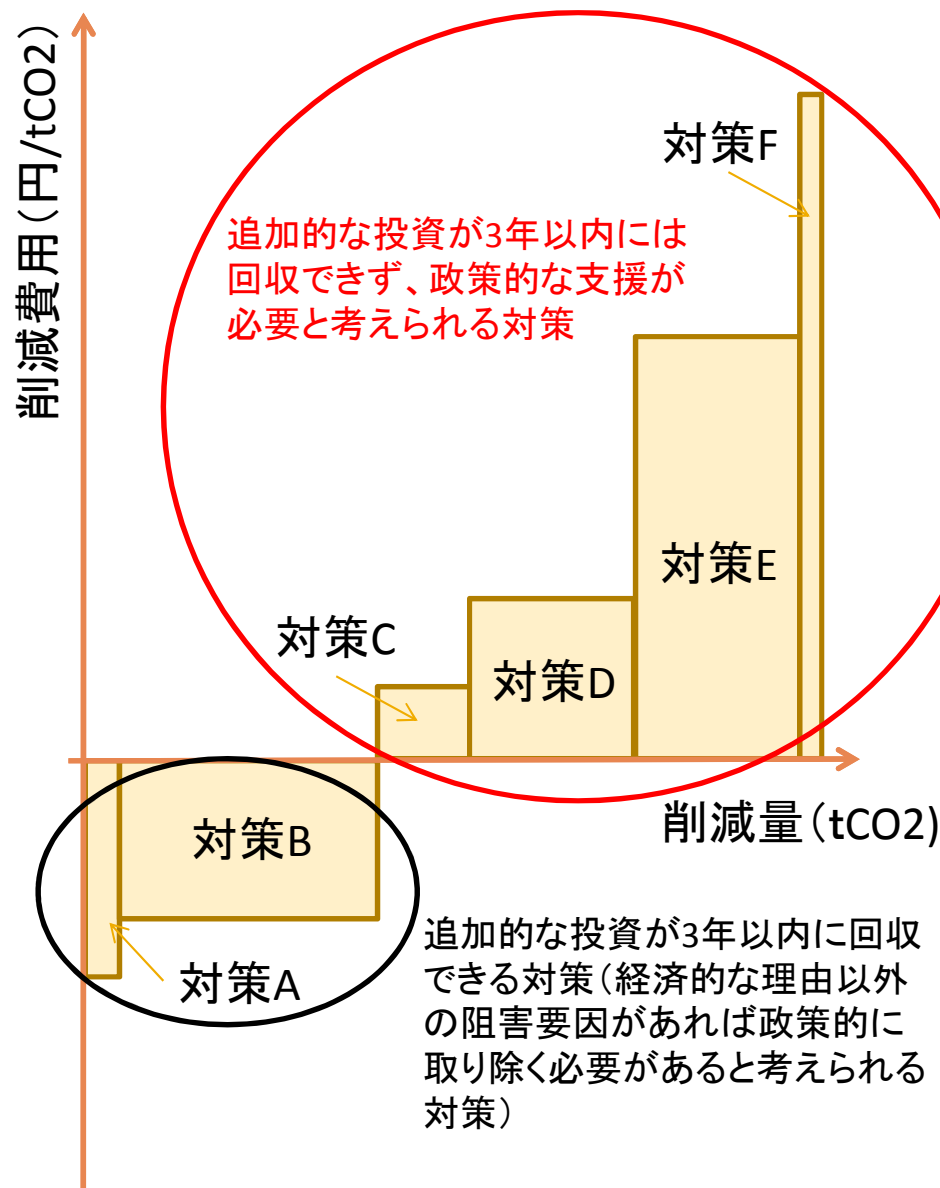 削減費用(円/tCO2)
対策F
追加的な投資が3年以内には
回収できず、政策的な支援が
必要と考えられる対策
対策E
対策C
対策D
対策B
削減量(tCO2)
対策A
追加的な投資が3年以内に回収
できる対策(経済的な理由以外
の阻害要因があれば政策的に
取り除く必要があると考えられる
対策)